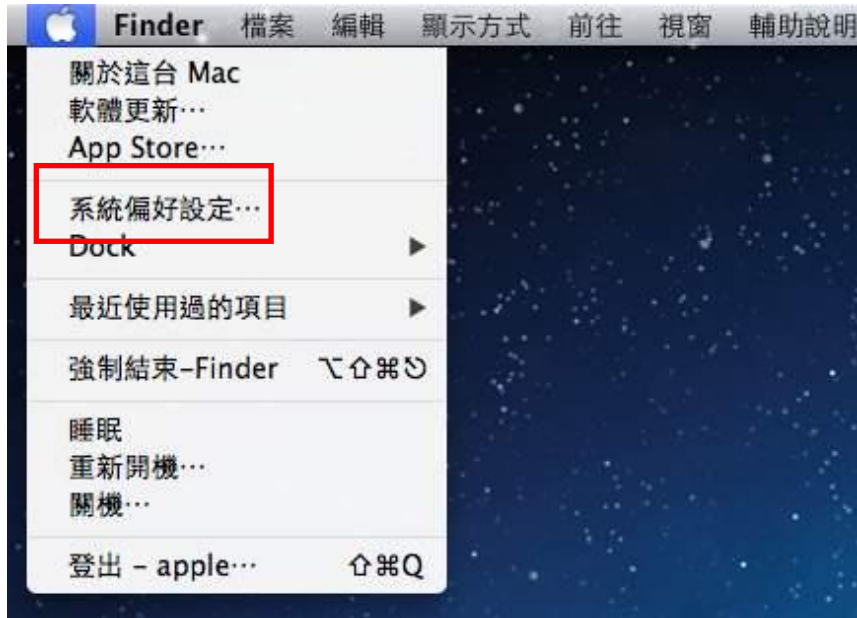 Finder 檔案 編輯 顯示方式 前往 視窗 輔助說明
關於這台 Mac
軟體更新⋯
App Store⋯
系統偏好設定⋯
Dock ▶
最近使用過的項目 ▶
強制結束–Finder ⌥⇧⌘⎋
睡眠
重新開機⋯
關機⋯
登出 – apple⋯ ⇧⌘Q